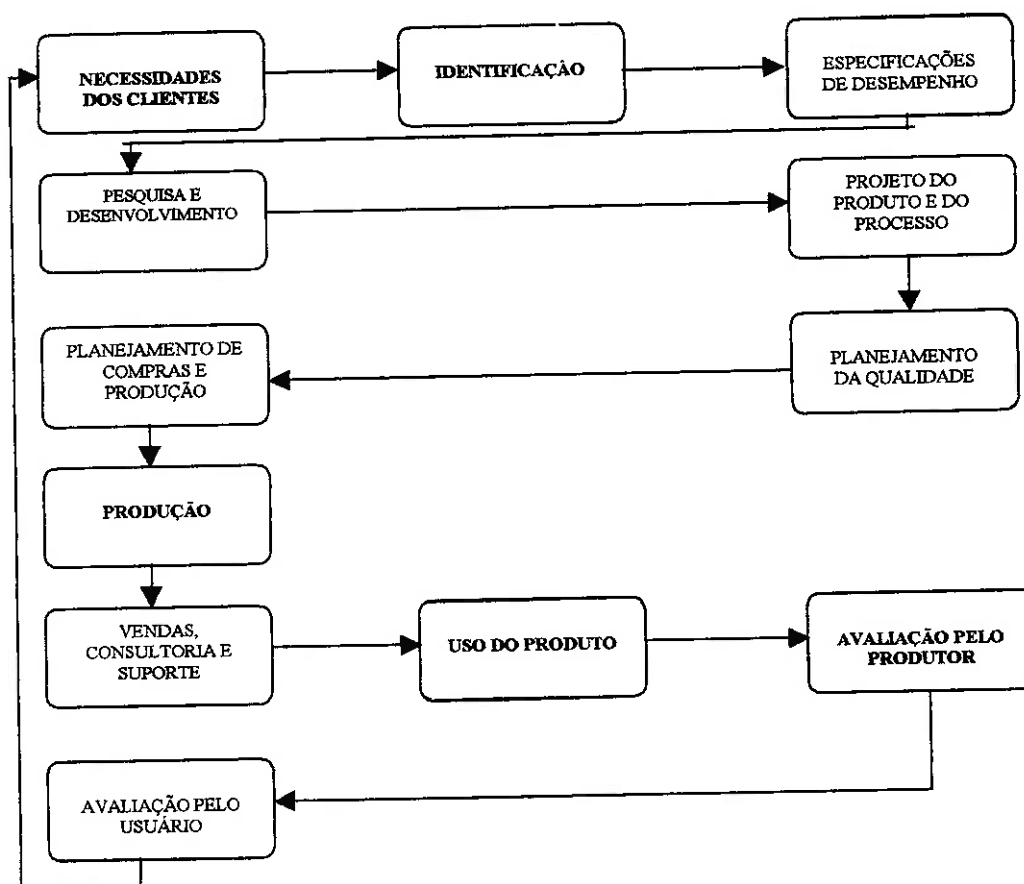 NECESSIDADES
DOS CLIENTES
IDENTIFICAÇÃO
ESPECIFICAÇÕES
DE DESEMPENHO
PESQUISA E
DESENVOLVIMENTO
PROJETO DO
PRODUTO E DO
PROCESSO
PLANEJAMENTO DE
COMPRAS E
PRODUÇÃO
PLANEJAMENTO
DA QUALIDADE
PRODUÇÃO
VENDAS,
CONSULTORIA E
SUPORTE
USO DO PRODUTO
AVALIAÇÃO PELO
PRODUTOR
AVALIAÇÃO PELO
USUÁRIO